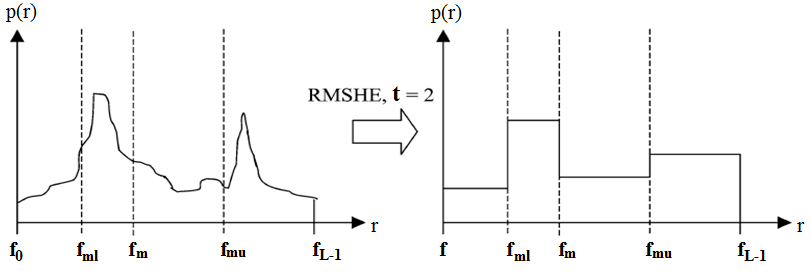 p(r)
p(r)
RMSHE, t = 2
r
r
f0 fml fm fmu fL-1
f fml fm fmu fL-1